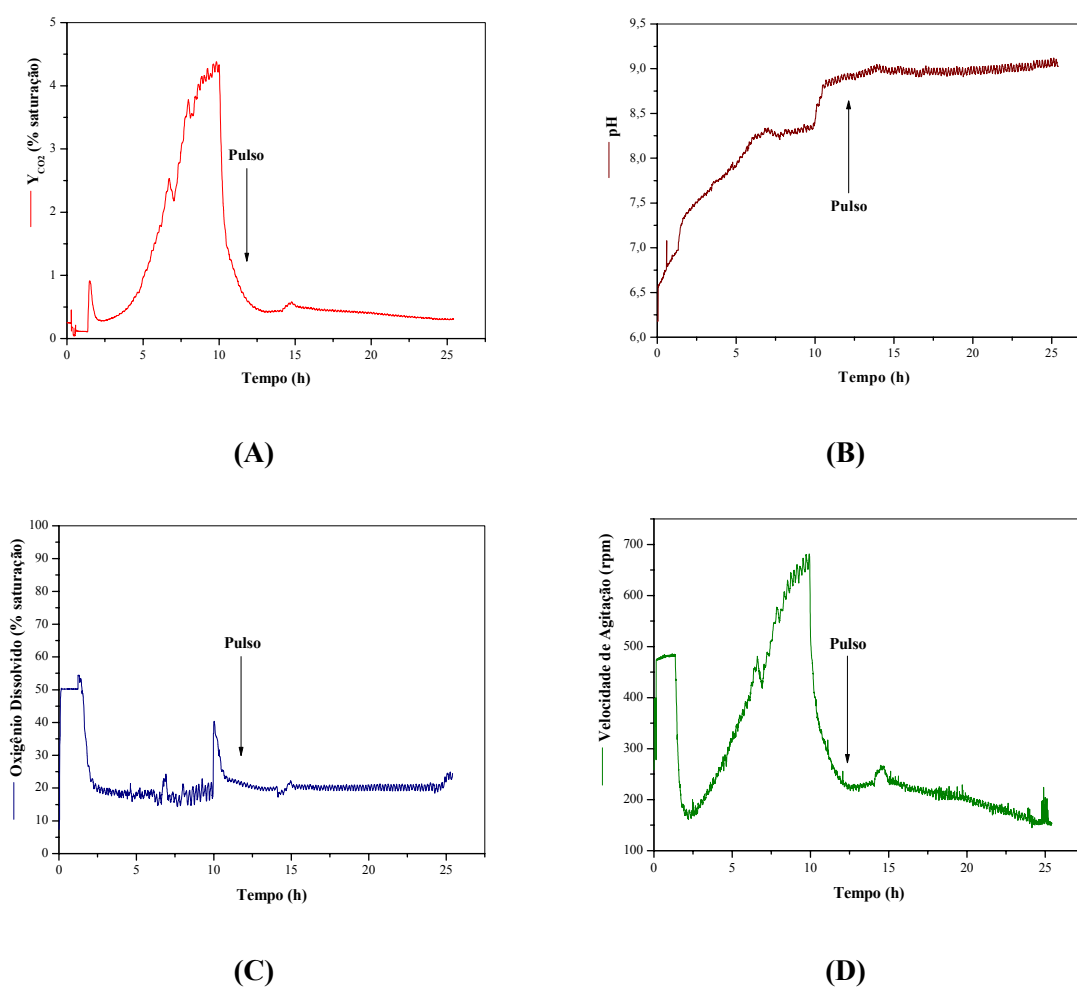 Y_CO2 (% saturação)
5
4
3
2
1
0
Pulso
0 5 10 15 20 25
Tempo (h)
(A)
pH
9,5
9,0
8,5
8,0
7,5
7,0
6,5
6,0
Pulso
0 5 10 15 20 25
Tempo (h)
(B)
Oxigênio Dissolvido (% saturação)
100
90
80
70
60
50
40
30
20
10
0
Pulso
0 5 10 15 20 25
Tempo (h)
(C)
Velocidade de Agitação (rpm)
700
600
500
400
300
200
100
Pulso
0 5 10 15 20 25
Tempo (h)
(D)